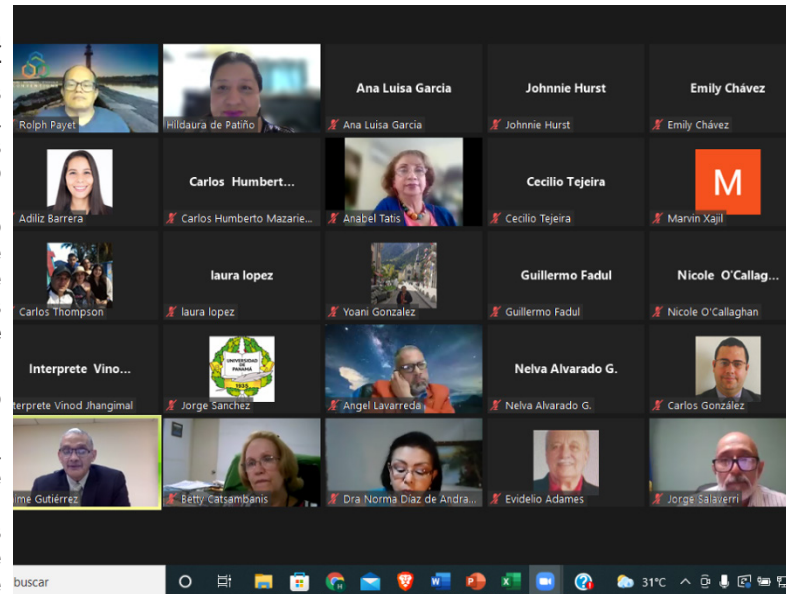 Rolph Payet
Hildaura de Patiño
Ana Luisa Garcia
Ana Luisa Garcia
Johnnie Hurst
Johnnie Hurst
Emily Chávez
Emily Chávez
Adiliz Barrera
Carlos Humbert...
Carlos Humberto Mazarie...
Anabel Tatis
Cecilio Tejeira
Cecilio Tejeira
M
Marvin Xajil
Carlos Thompson
laura lopez
laura lopez
Yoani Gonzalez
Guillermo Fadul
Guillermo Fadul
Nicole O'Callag...
Nicole O'Callaghan
Interprete Vino...
terprete Vinod Jhangimal
UNIVERSIDAD
DE
PANAMÁ
1935
Jorge Sanchez
Angel Lavarreda
Nelva Alvarado G.
Nelva Alvarado G.
Carlos González
ime Gutiérrez
Betty Catsambanis
Dra Norma Díaz de Andra...
Evidelio Adames
Jorge Salaverri
buscar
31°C